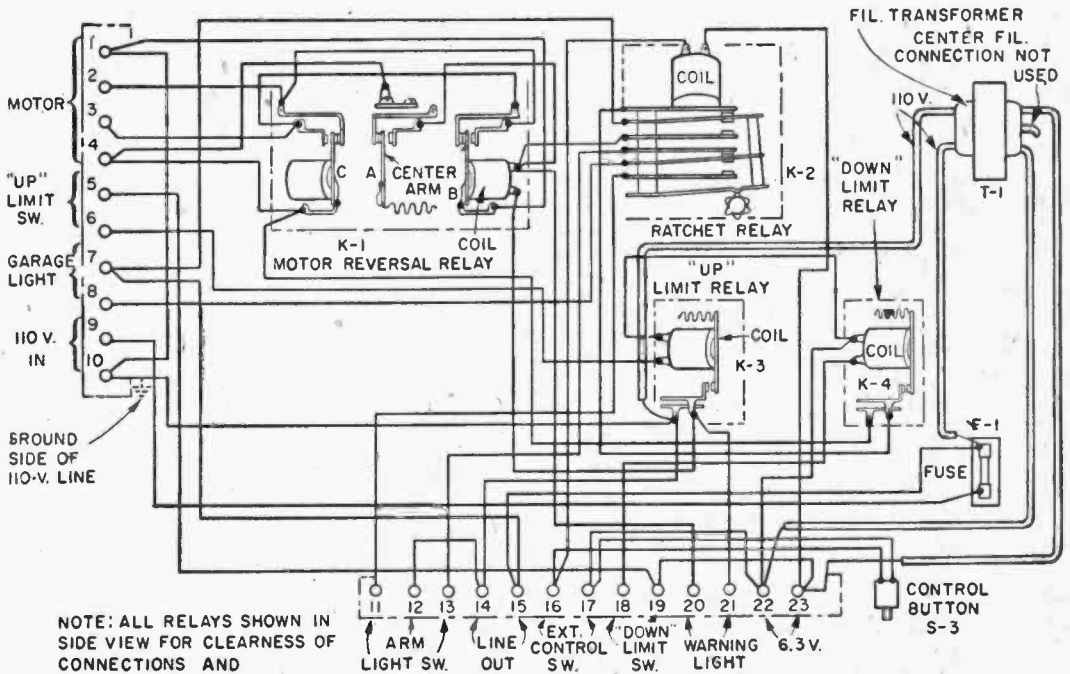 FIL. TRANSFORMER
CENTER FIL.
CONNECTION NOT
USED
110 V.
T-1
1
2
MOTOR
3
4
"UP"
LIMIT
SW.
5
6
GARAGE
LIGHT
7
8
110 V.
IN
9
10
GROUND
SIDE OF
110-V. LINE
C
A
CENTER
ARM
B
COIL
K-1
MOTOR REVERSAL RELAY
COIL
K-2
RATCHET RELAY
"DOWN"
LIMIT
RELAY
"UP"
LIMIT RELAY
COIL
K-3
COIL
K-4
F-1
FUSE
CONTROL
BUTTON
S-3
11 12 13 14 15 16 17 18 19 20 21 22 23
ARM
LIGHT SW.
LINE
OUT
EXT.
CONTROL
SW.
"DOWN"
LIMIT
SW.
WARNING
LIGHT
6.3 V.
NOTE: ALL RELAYS SHOWN IN
SIDE VIEW FOR CLEARNESS OF
CONNECTIONS AND